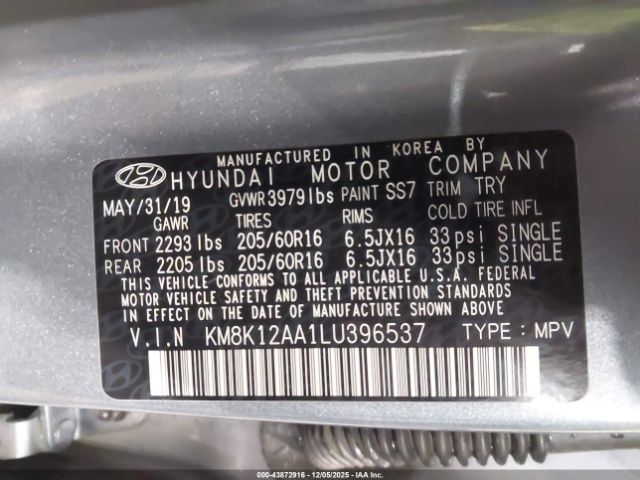 MANUFACTURED IN KOREA BY
HYUNDAI MOTOR COMPANY
MAY/31/19 GVWR 3979lbs PAINT SS7 TRIM TRY
GAWR TIRES RIMS COLD TIRE INFL
FRONT 2293 lbs 205/60R16 6.5JX16 33psi SINGLE
REAR 2205 lbs 205/60R16 6.5JX16 33psi SINGLE
THIS VEHICLE CONFORMS TO ALL APPLICABLE U.S.A. FEDERAL
MOTOR VEHICLE SAFETY BUMPER, AND THEFT PREVENTION STANDARDS
IN EFFECT ON THE DATE OF MANUFACTURE SHOWN ABOVE
V.I.N KM8K12AA1LU396537 TYPE : MPV
000-43872916 - 12/05/2025 - IAAC.COM